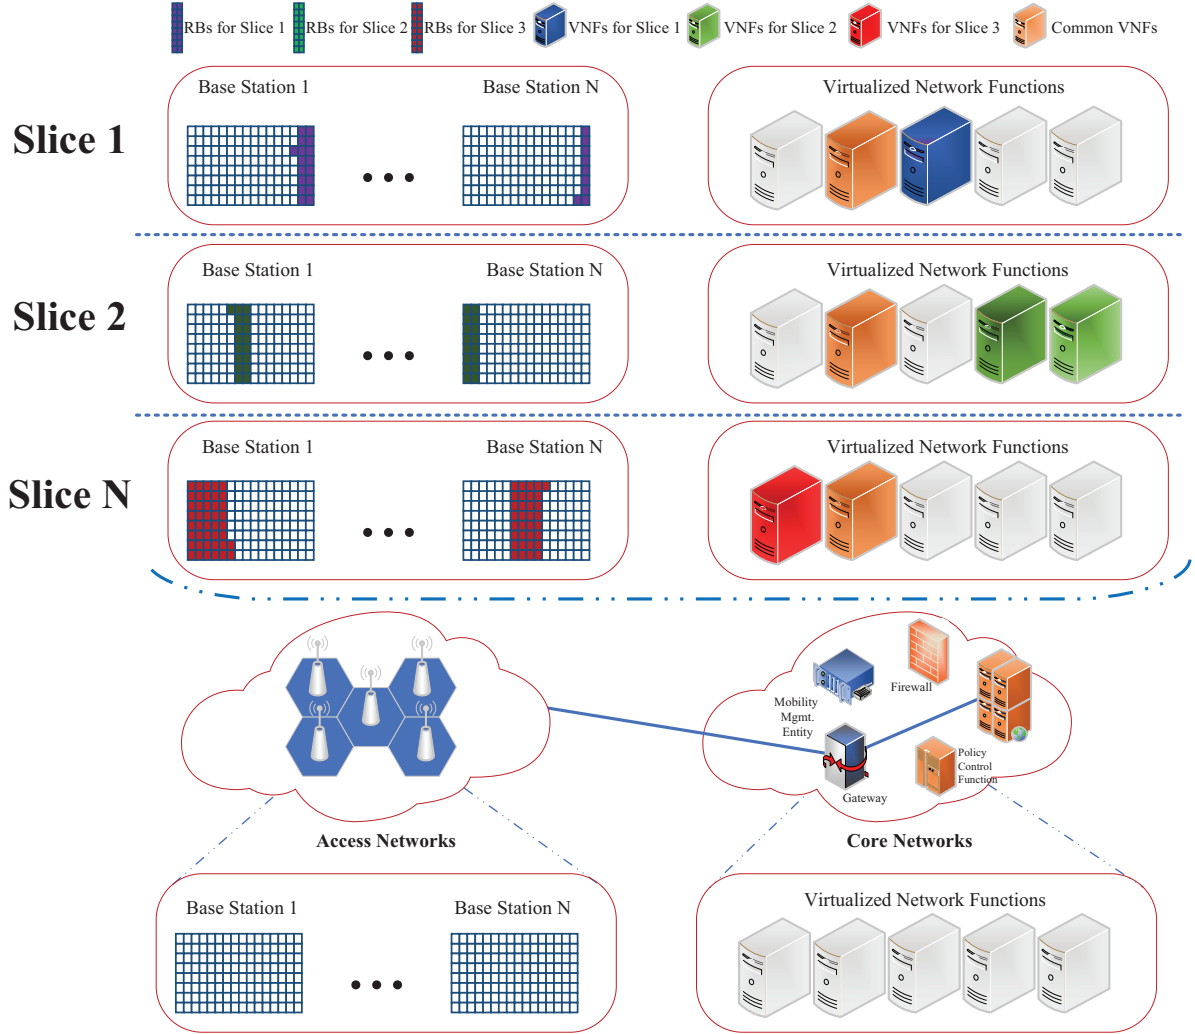 RBs for Slice 1
RBs for Slice 2
RBs for Slice 3
VNFs for Slice 1
VNFs for Slice 2
VNFs for Slice 3
Common VNFs
Slice 1
Base Station 1
Base Station N
Virtualized Network Functions
Slice 2
Base Station 1
Base Station N
Virtualized Network Functions
Slice N
Base Station 1
Base Station N
Virtualized Network Functions
Mobility
Mgmt.
Entity
Firewall
Gateway
Policy
Control
Function
Access Networks
Core Networks
Base Station 1
Base Station N
Virtualized Network Functions